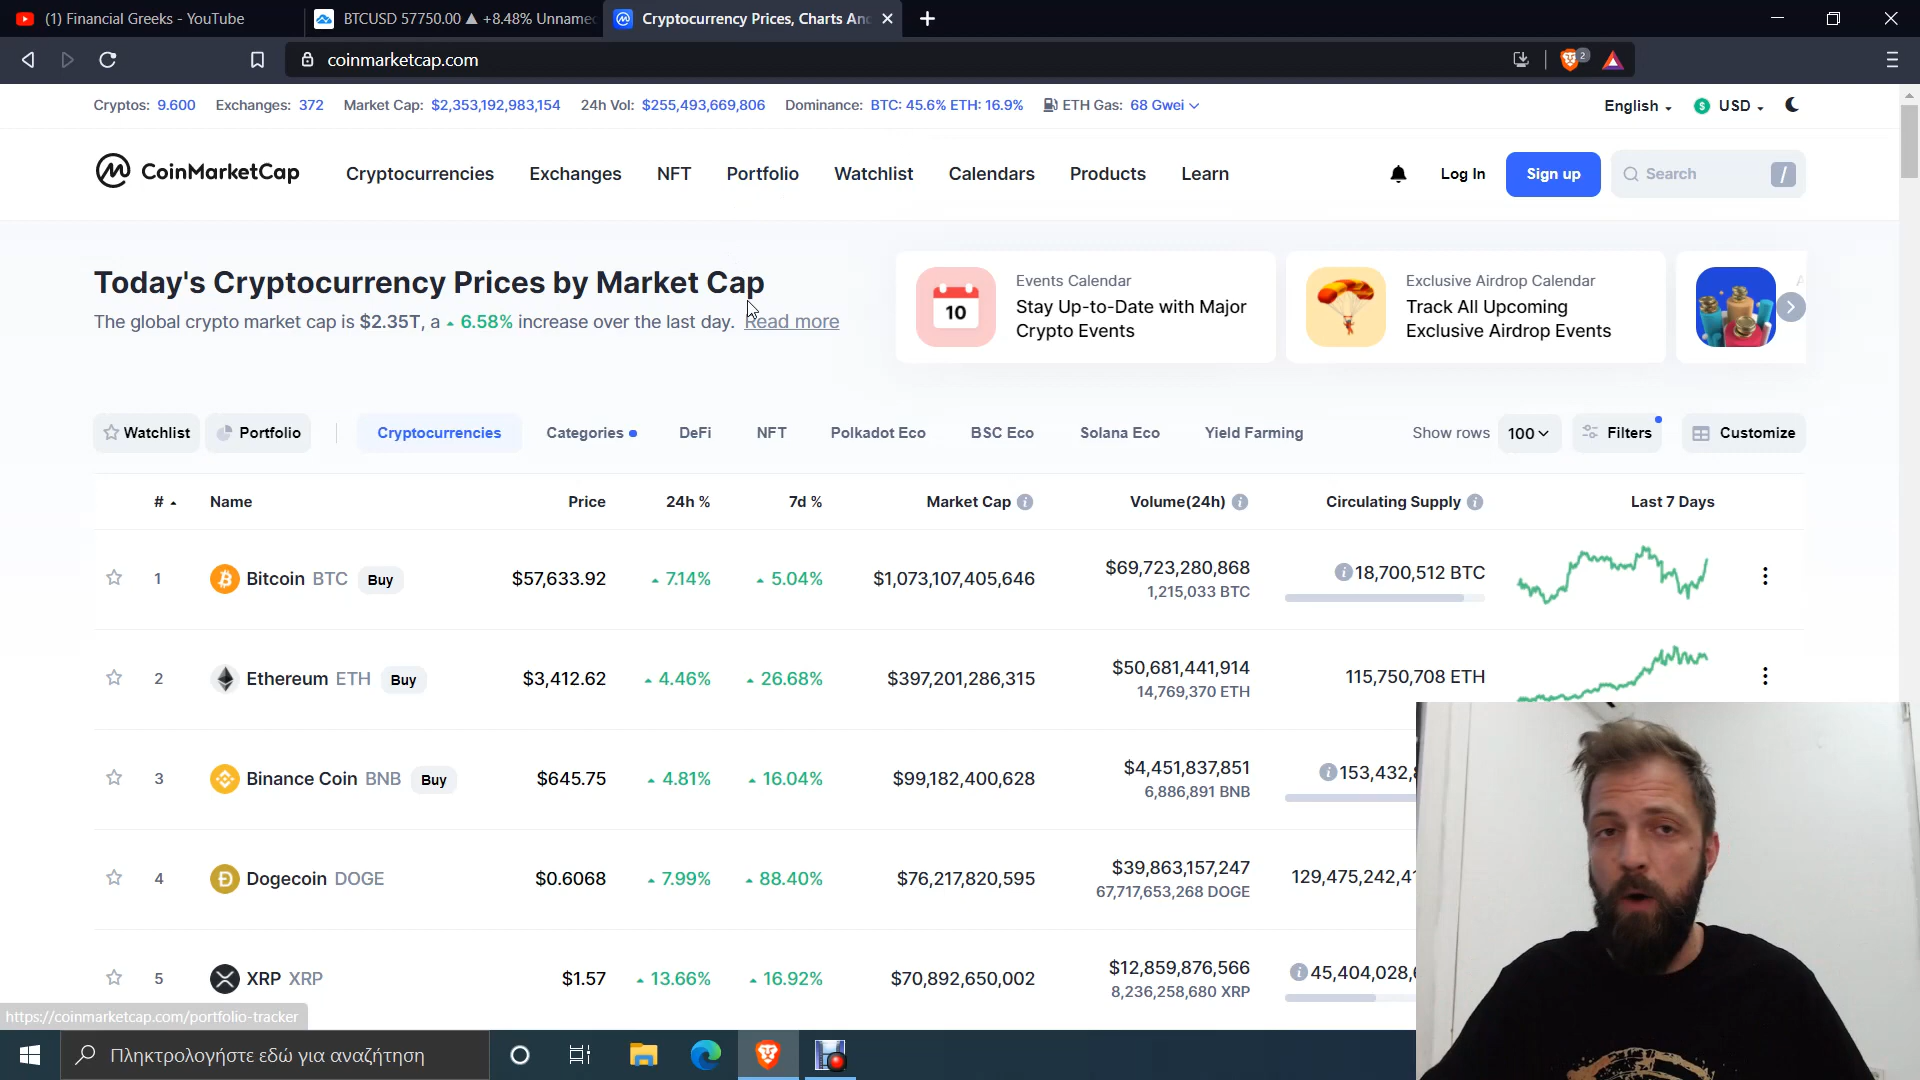 (1) Financial Greeks - YouTube
BTCUSD 57750.00 ▲ +8.48% Unname
Cryptocurrency Prices, Charts An
coinmarketcap.com
2
Cryptos: 9.600 Exchanges: 372 Market Cap: $2,353,192,983,154 24h Vol: $255,493,669,806 Dominance: BTC: 45.6% ETH: 16.9% ETH Gas: 68 Gwei
English USD
CoinMarketCap
Cryptocurrencies Exchanges NFT Portfolio Watchlist Calendars Products Learn
Log In Sign up Search /
Today's Cryptocurrency Prices by Market Cap
The global crypto market cap is $2.35T, a 6.58% increase over the last day. Read more
10
Events Calendar
Stay Up-to-Date with Major
Crypto Events
Exclusive Airdrop Calendar
Track All Upcoming
Exclusive Airdrop Events
Watchlist Portfolio Cryptocurrencies Categories DeFi NFT Polkadot Eco BSC Eco Solana Eco Yield Farming Show rows 100 Filters Customize
# Name Price 24h % 7d % Market Cap Volume(24h) Circulating Supply Last 7 Days
1 Bitcoin BTC Buy $57,633.92 7.14% 5.04% $1,073,107,405,646 $69,723,280,868 18,700,512 BTC
1,215,033 BTC
2 Ethereum ETH Buy $3,412.62 4.46% 26.68% $397,201,286,315 $50,681,441,914 115,750,708 ETH
14,769,370 ETH
3 Binance Coin BNB Buy $645.75 4.81% 16.04% $99,182,400,628 $4,451,837,851 153,432,
6,886,891 BNB
4 Dogecoin DOGE $0.6068 7.99% 88.40% $76,217,820,595 $39,863,157,247 129,475,242,41
67,717,653,268 DOGE
5 XRP XRP $1.57 13.66% 16.92% $70,892,650,002 $12,859,876,566 45,404,028,
8,236,258,680 XRP
https://coinmarketcap.com/portfolio-tracker
Πληκτρολογήστε εδώ για αναζήτηση